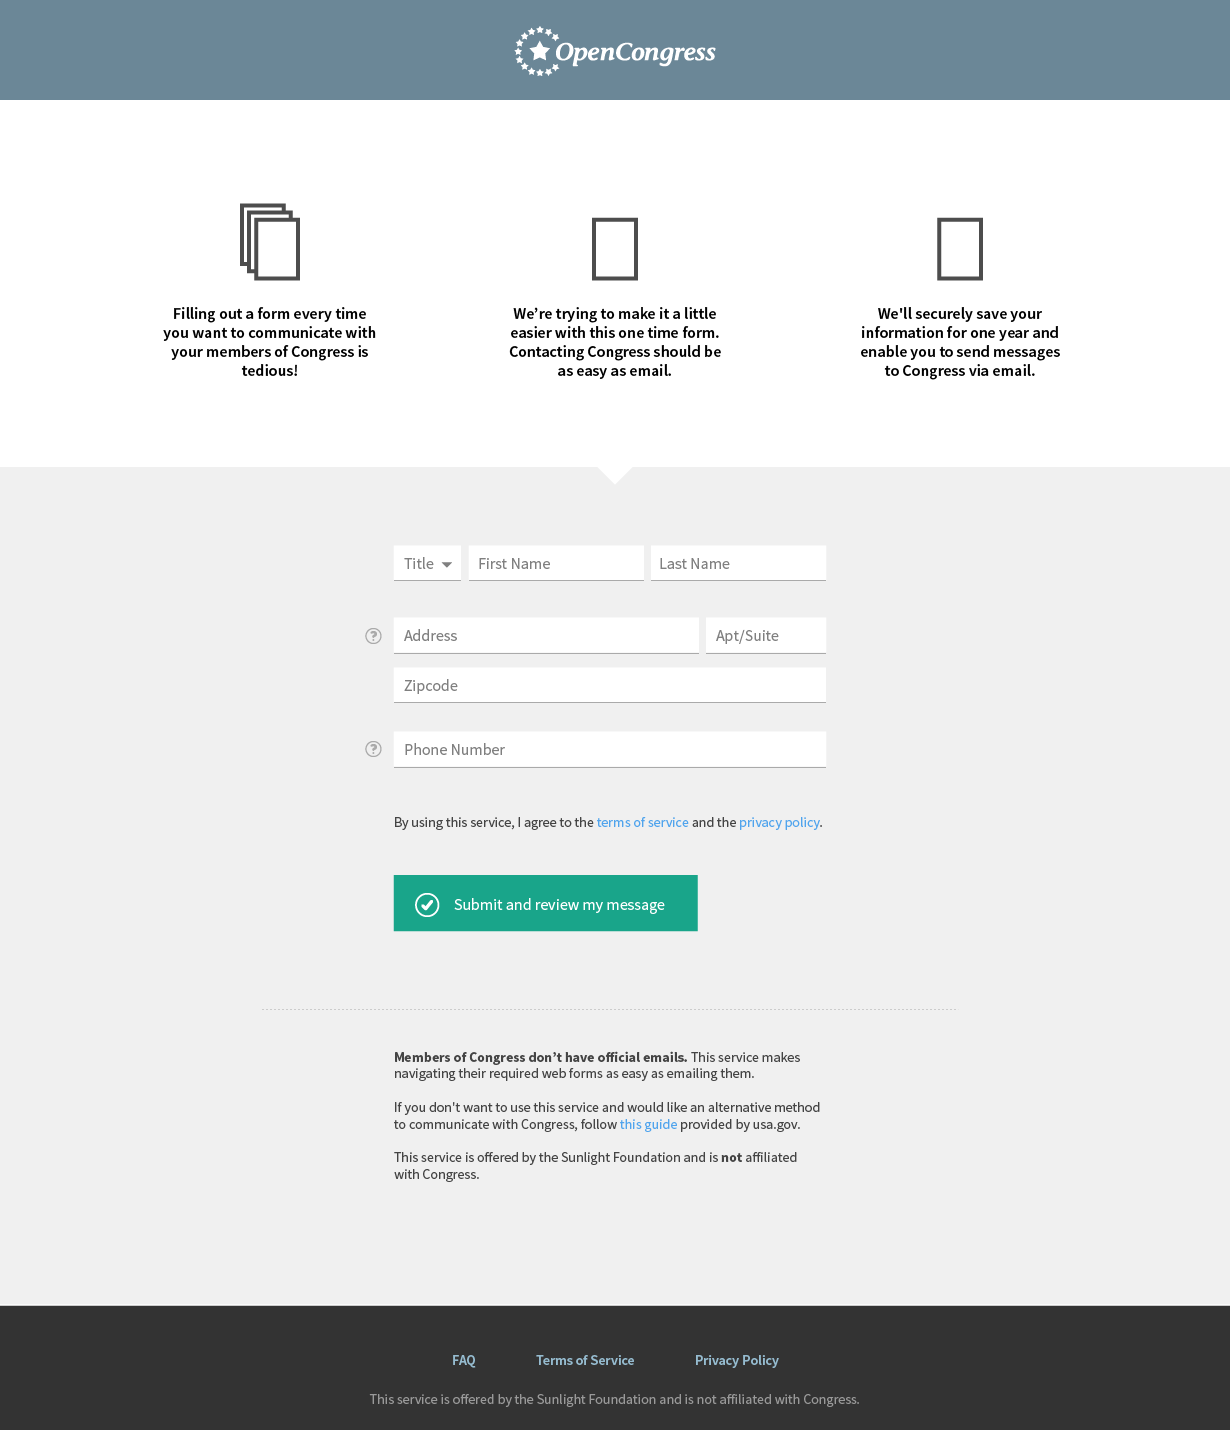 OpenCongress
Filling out a form every time
you want to communicate with
your members of Congress is
tedious!
We’re trying to make it a little
easier with this one time form.
Contacting Congress should be
as easy as email.
We'll securely save your
information for one year and
enable you to send messages
to Congress via email.
Title
First Name
Last Name
?
Address
Apt/Suite
Zipcode
?
Phone Number
By using this service, I agree to the terms of service and the privacy policy.
Submit and review my message
Members of Congress don’t have official emails. This service makes
navigating their required web forms as easy as emailing them.
If you don't want to use this service and would like an alternative method
to communicate with Congress, follow this guide provided by usa.gov.
This service is offered by the Sunlight Foundation and is not affiliated
with Congress.
FAQ
Terms of Service
Privacy Policy
This service is offered by the Sunlight Foundation and is not affiliated with Congress.